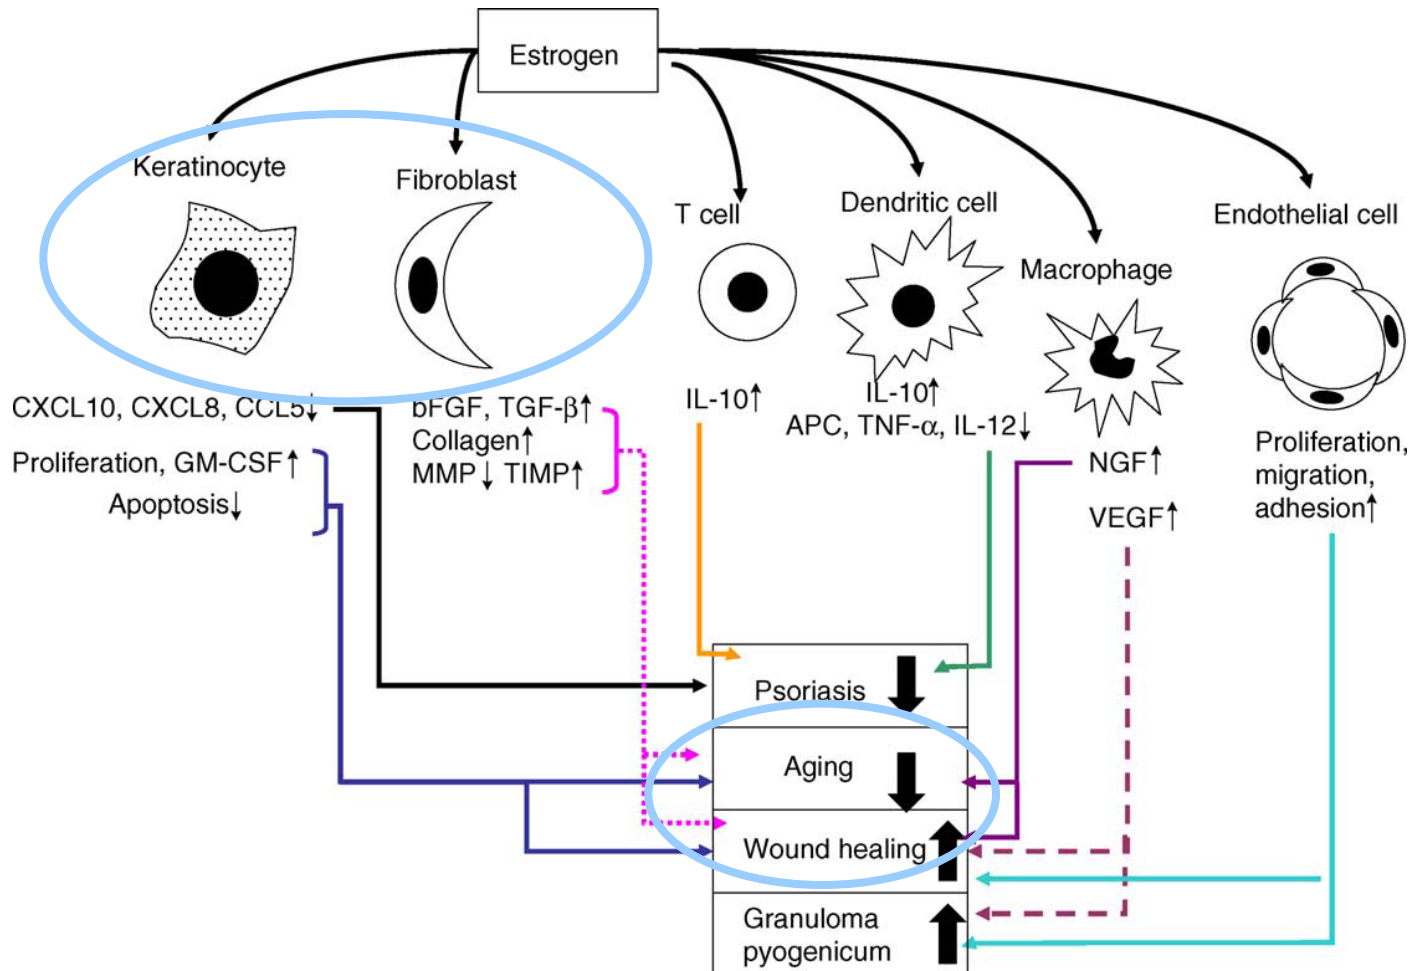 Estrogen
Keratinocyte
Fibroblast
T cell
Dendritic cell
Macrophage
Endothelial cell
CXCL10, CXCL8, CCL5↓
Proliferation, GM-CSF↑
Apoptosis↓
bFGF, TGF-β↑
Collagen↑
MMP↓ TIMP↑
IL-10↑
IL-10↑
APC, TNF-α, IL-12↓
NGF↑
VEGF↑
Proliferation,
migration,
adhesion↑
Psoriasis
Aging
Wound healing
Granuloma
pyogenicum